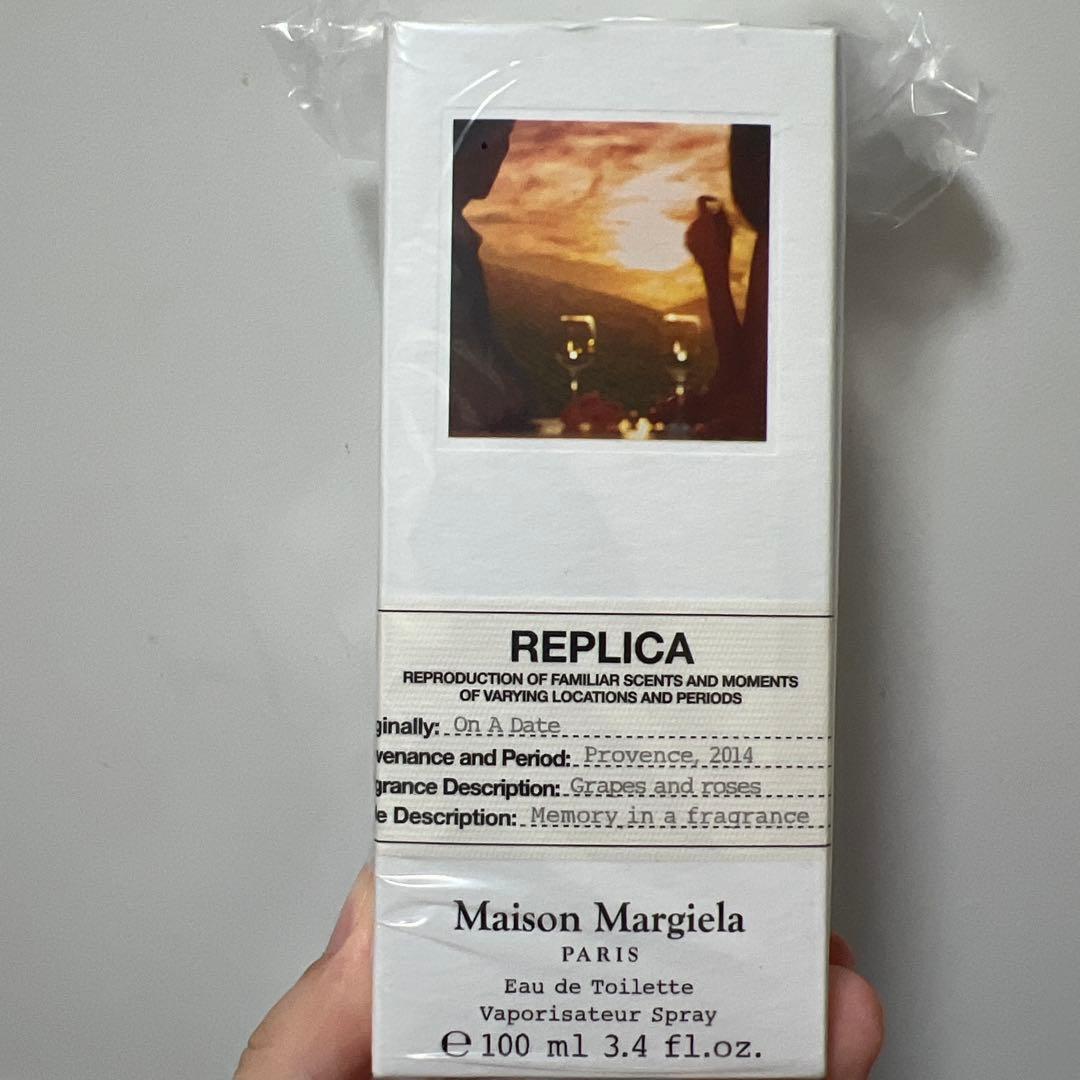 REPLICA
REPRODUCTION OF FAMILIAR SCENTS AND MOMENTS
OF VARYING LOCATIONS AND PERIODS
ginally: On A Date
venance and Period: Provence, 2014
grance Description: Grapes and roses
e Description: Memory in a fragrance
Maison Margiela
PARIS
Eau de Toilette
Vaporisateur Spray
℮ 100 ml 3.4 fl.oz.